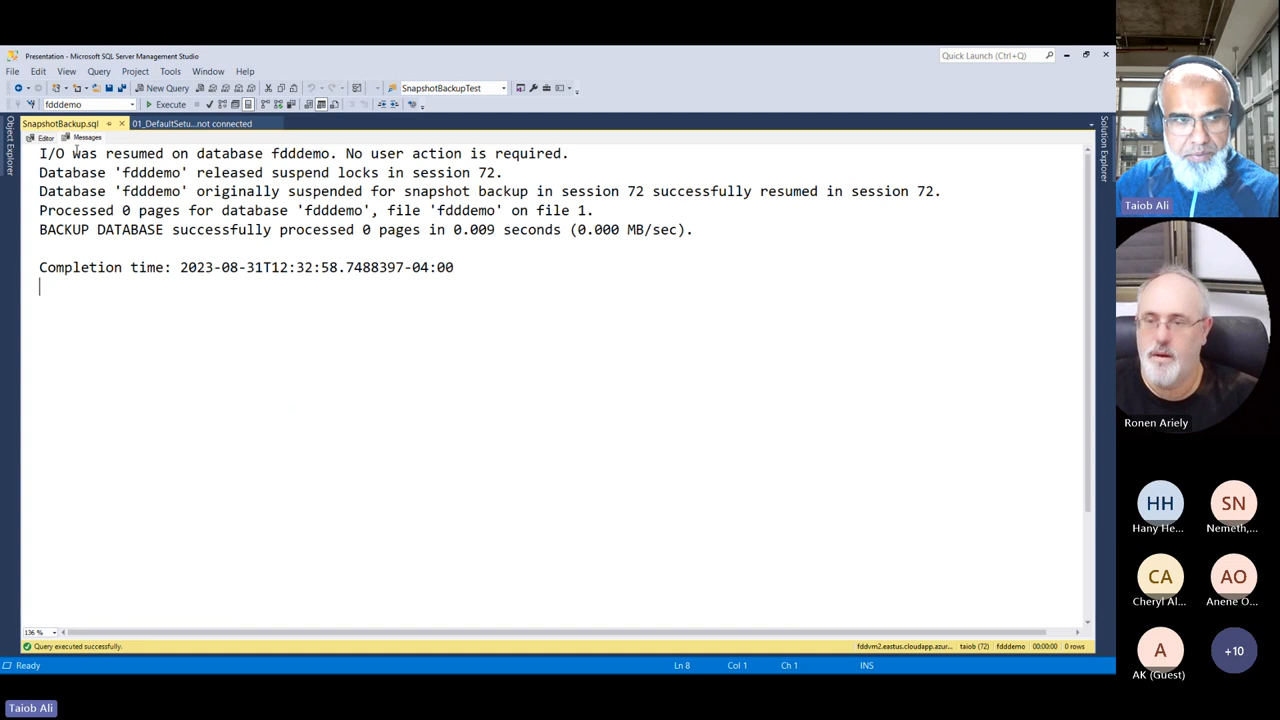 Presentation - Microsoft SQL Server Management Studio
Quick Launch (Ctrl+Q)
File Edit View Query Project Tools Window Help
New Query
SnapshotBackupTest
fdddemo
Execute
SnapshotBackup.sql
01_DefaultSetu...not connected
Object Explorer
Solution Explorer
Editor
Messages
I/O was resumed on database fdddemo. No user action is required.
Database 'fdddemo' released suspend locks in session 72.
Database 'fdddemo' originally suspended for snapshot backup in session 72 successfully resumed in session 72.
Processed 0 pages for database 'fdddemo', file 'fdddemo' on file 1.
BACKUP DATABASE successfully processed 0 pages in 0.009 seconds (0.000 MB/sec).
Completion time: 2023-08-31T12:32:58.7488397-04:00
136 %
Query executed successfully.
fddvm2.eastus.cloudapp.azur... taiob (72) fdddemo 00:00:00 0 rows
Ready
Ln 8 Col 1 Ch 1 INS
Taiob Ali
Taiob Ali
Ronen Ariely
HH
Hany He...
SN
Nemeth,...
CA
Cheryl Al...
AO
Anene O...
A
AK (Guest)
+10